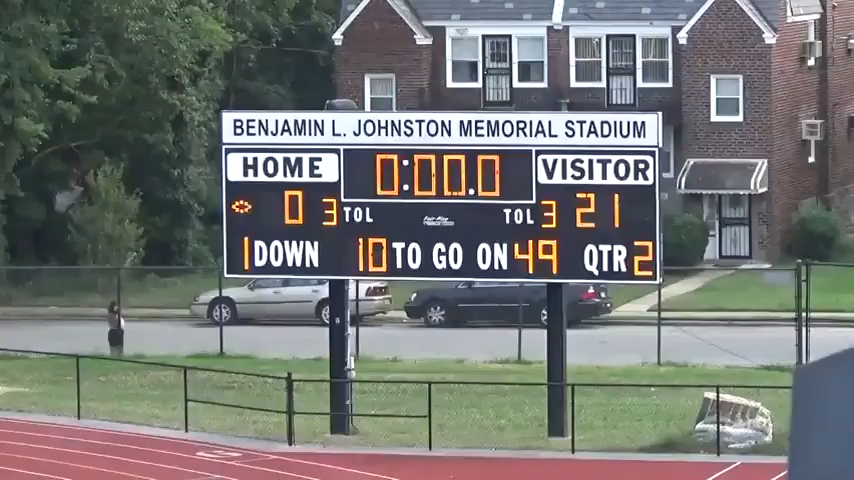 BENJAMIN L. JOHNSTON MEMORIAL STADIUM
HOME 0:00.0 VISITOR
0 3 TOL TOL 3 21
1 DOWN 10 TO GO ON 49 QTR 2